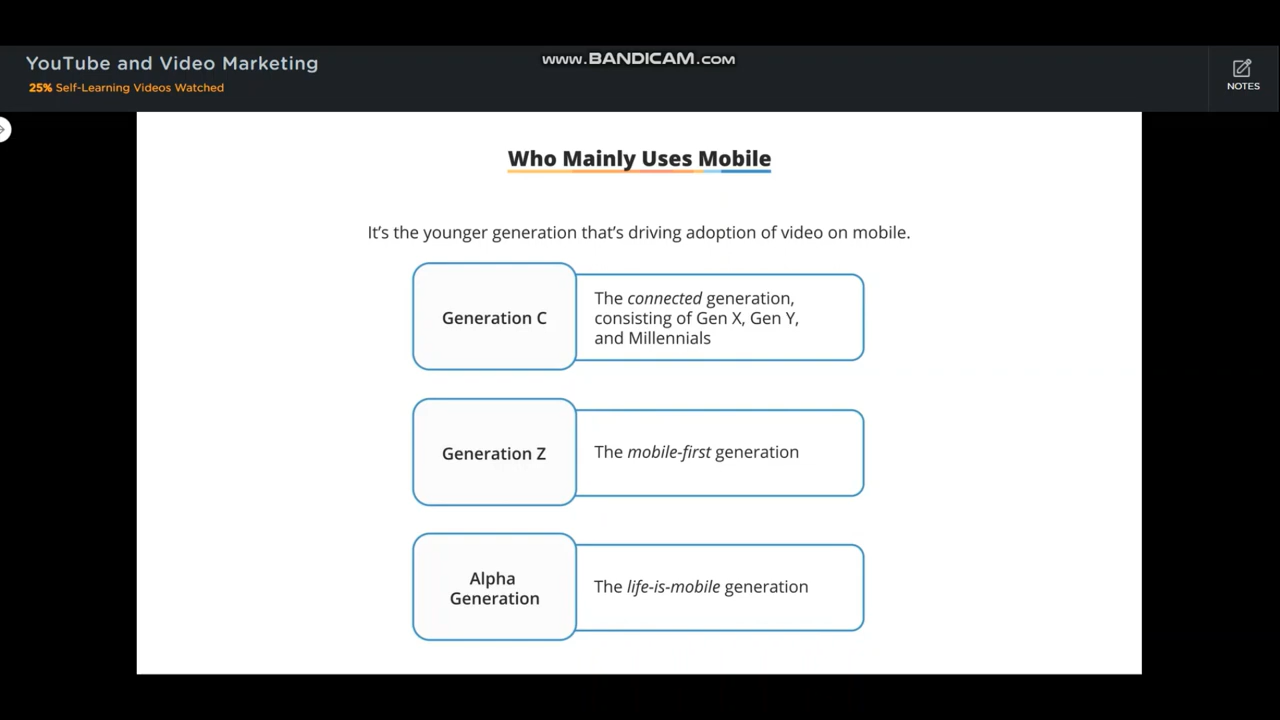 www.BANDICAM.com
YouTube and Video Marketing
25% Self-Learning Videos Watched
NOTES
Who Mainly Uses Mobile
It’s the younger generation that’s driving adoption of video on mobile.
Generation C
The connected generation,
consisting of Gen X, Gen Y,
and Millennials
Generation Z
The mobile-first generation
Alpha
Generation
The life-is-mobile generation